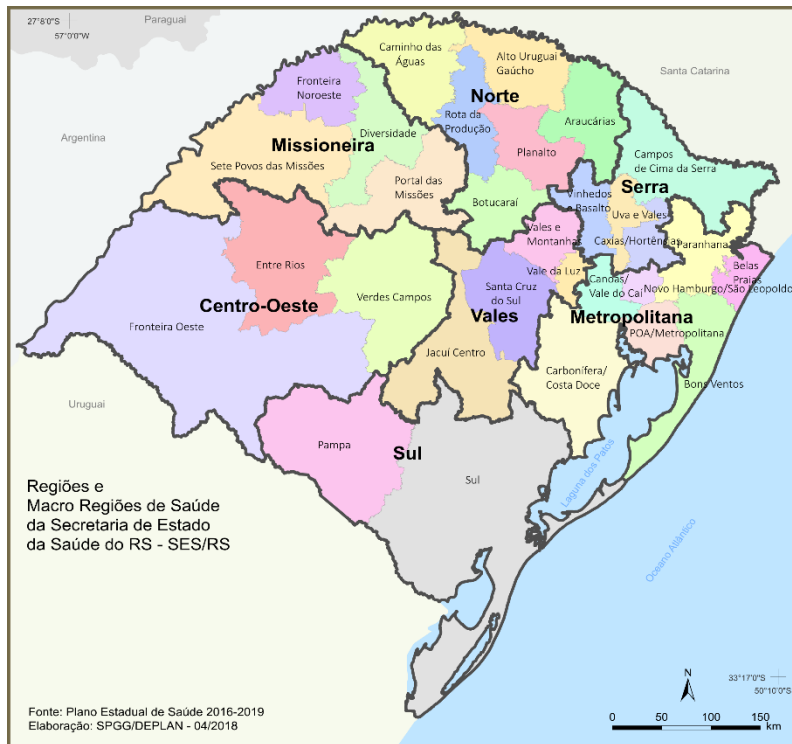 27°8'0"S
57°0'0"W
Paraguai
Santa Catarina
Argentina
Uruguai
Caminho das
Águas
Alto Uruguai
Gaúcho
Fronteira
Noroeste
Norte
Rota da
Produção
Araucárias
Diversidade
Missioneira
Planalto
Sete Povos das Missões
Portal das
Missões
Campos
de Cima da Serra
Serra
Vinhedos
e Basalto
Uva e Vales
Botucaraí
Caxias/Hortências
Paranhana
Vales e
Montanhas
Vale da Luz
Belas
Praias
Entre Rios
Santa Cruz
do Sul
Canoas/
Vale do Caí
Novo Hamburgo/São Leopoldo
Verdes Campos
Centro-Oeste
Vales
Metropolitana
Fronteira Oeste
POA/Metropolitana
Jacuí Centro
Carbonífera/
Costa Doce
Bons Ventos
Pampa
Sul
Sul
Laguna dos Patos
Oceano Atlântico
Regiões e
Macro Regiões de Saúde
da Secretaria de Estado
da Saúde do RS - SES/RS
Fonte: Plano Estadual de Saúde 2016-2019
Elaboração: SPGG/DEPLAN - 04/2018
N
33°17'0"S
50°10'0"W
0 50 100 150
km